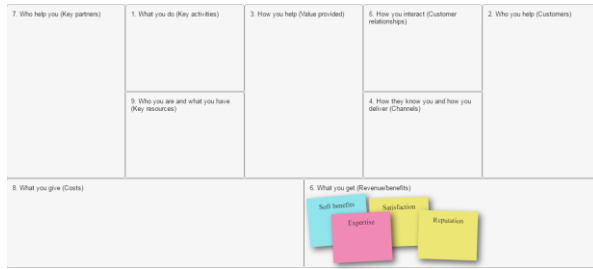 7. Who help you (Key partners)
1. What you do (Key activities)
3. How you help (Value provided)
5. How you interact (Customer
relationships)
2. Who you help (Customers)
9. Who you are and what you have
(Key resources)
4. How they know you and how you
deliver (Channels)
8. What you give (Costs)
6. What you get (Revenue/benefits)
Soft benefits
Satisfaction
Expertise
Reputation